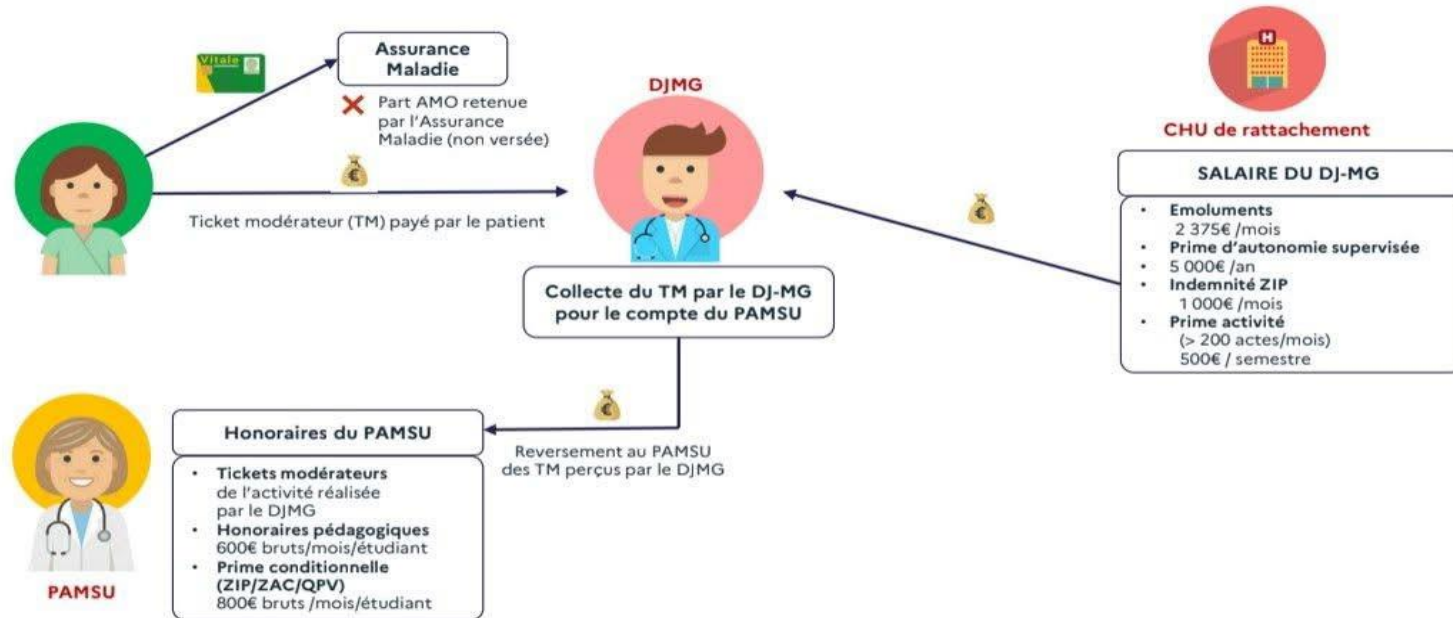 Vitale
Assurance
Maladie
Part AMO retenue
par l'Assurance
Maladie (non versée)
Ticket modérateur (TM) payé par le patient
DJMG
Collecte du TM par le DJ-MG
pour le compte du PAMSU
H
CHU de rattachement
SALAIRE DU DJ-MG
• Emoluments
2 375€ /mois
• Prime d'autonomie supervisée
• 5 000€ /an
• Indemnité ZIP
1 000€ /mois
• Prime activité
(> 200 actes/mois)
500€ / semestre
€
€
€
Reversement au PAMSU
des TM perçus par le DJMG
Honoraires du PAMSU
• Tickets modérateurs
de l'activité réalisée
par le DJMG
• Honoraires pédagogiques
600€ bruts/mois/étudiant
• Prime conditionnelle
(ZIP/ZAC/QPV)
800€ bruts /mois/étudiant
PAMSU